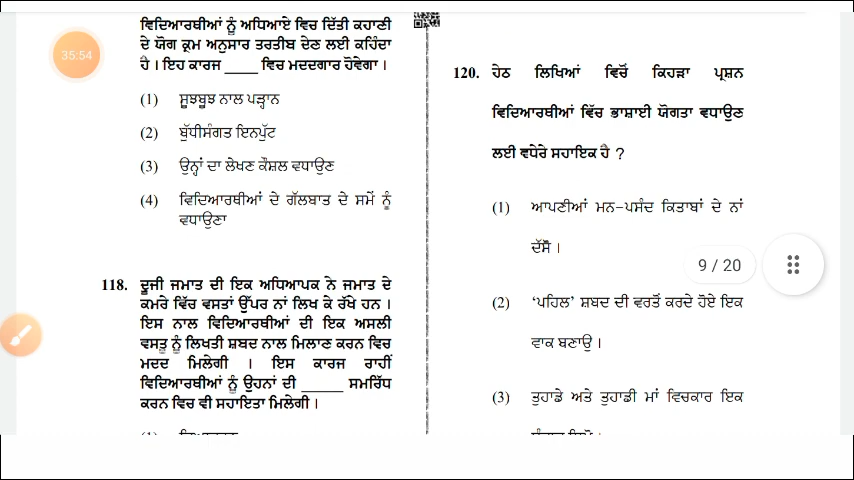 ਵਿਦਿਆਰਥੀਆਂ ਨੂੰ ਅਧਿਆਏ ਵਿਚ ਦਿੱਤੀ ਕਹਾਣੀ
ਦੇ ਯੋਗ ਕ੍ਰਮ ਅਨੁਸਾਰ ਤਰਤੀਬ ਦੇਣ ਲਈ ਕਹਿੰਦਾ
ਹੈ । ਇਹ ਕਾਰਜ _____ ਵਿਚ ਮਦਦਗਾਰ ਹੋਵੇਗਾ ।
(1) ਸੂਝਬੂਝ ਨਾਲ ਪੜ੍ਹਾਨ
(2) ਬੁੱਧੀਸੰਗਤ ਇਨਪੁੱਟ
(3) ਉਨ੍ਹਾਂ ਦਾ ਲੇਖਣ ਕੌਸ਼ਲ ਵਧਾਉਣ
(4) ਵਿਦਿਆਰਥੀਆਂ ਦੇ ਗੱਲਬਾਤ ਦੇ ਸਮੇਂ ਨੂੰ
ਵਧਾਉਣਾ
118. ਦੂਜੀ ਜਮਾਤ ਦੀ ਇਕ ਅਧਿਆਪਕ ਨੇ ਜਮਾਤ ਦੇ
ਕਮਰੇ ਵਿੱਚ ਵਸਤਾਂ ਉੱਪਰ ਨਾਂ ਲਿਖ ਕੇ ਰੱਖੇ ਹਨ ।
ਇਸ ਨਾਲ ਵਿਦਿਆਰਥੀਆਂ ਦੀ ਇਕ ਅਸਲੀ
ਵਸਤੂ ਨੂੰ ਲਿਖਤੀ ਸ਼ਬਦ ਨਾਲ ਮਿਲਾਣ ਕਰਨ ਵਿਚ
ਮਦਦ ਮਿਲੇਗੀ । ਇਸ ਕਾਰਜ ਰਾਹੀਂ
ਵਿਦਿਆਰਥੀਆਂ ਨੂੰ ਉਹਨਾਂ ਦੀ ______ ਸਮਰਿੱਧ
ਕਰਨ ਵਿਚ ਵੀ ਸਹਾਇਤਾ ਮਿਲੇਗੀ ।
120. ਹੇਠ ਲਿਖਿਆਂ ਵਿਚੋਂ ਕਿਹੜਾ ਪ੍ਰਸ਼ਨ
ਵਿਦਿਆਰਥੀਆਂ ਵਿੱਚ ਭਾਸ਼ਾਈ ਯੋਗਤਾ ਵਧਾਉਣ
ਲਈ ਵਧੇਰੇ ਸਹਾਇਕ ਹੈ ?
(1) ਆਪਣੀਆਂ ਮਨ-ਪਸੰਦ ਕਿਤਾਬਾਂ ਦੇ ਨਾਂ
ਦੱਸੋ ।
(2) ‘ਪਹਿਲ’ ਸ਼ਬਦ ਦੀ ਵਰਤੋਂ ਕਰਦੇ ਹੋਏ ਇਕ
ਵਾਕ ਬਣਾਉ ।
(3) ਤੁਹਾਡੇ ਅਤੇ ਤੁਹਾਡੀ ਮਾਂ ਵਿਚਕਾਰ ਇਕ
35:54
9 / 20